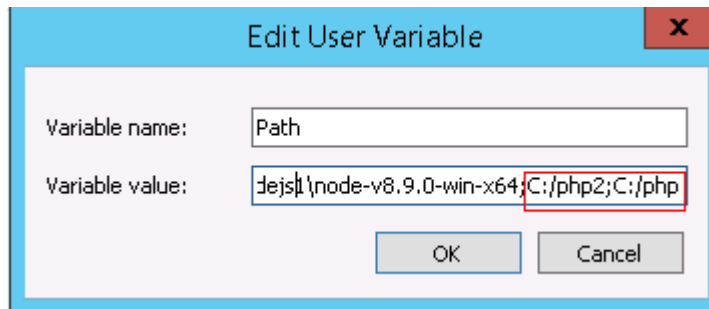 Edit User Variable
x
Variable name:
Path
Variable value:
dejs1\node-v8.9.0-win-x64;C:/php2;C:/php
OK
Cancel